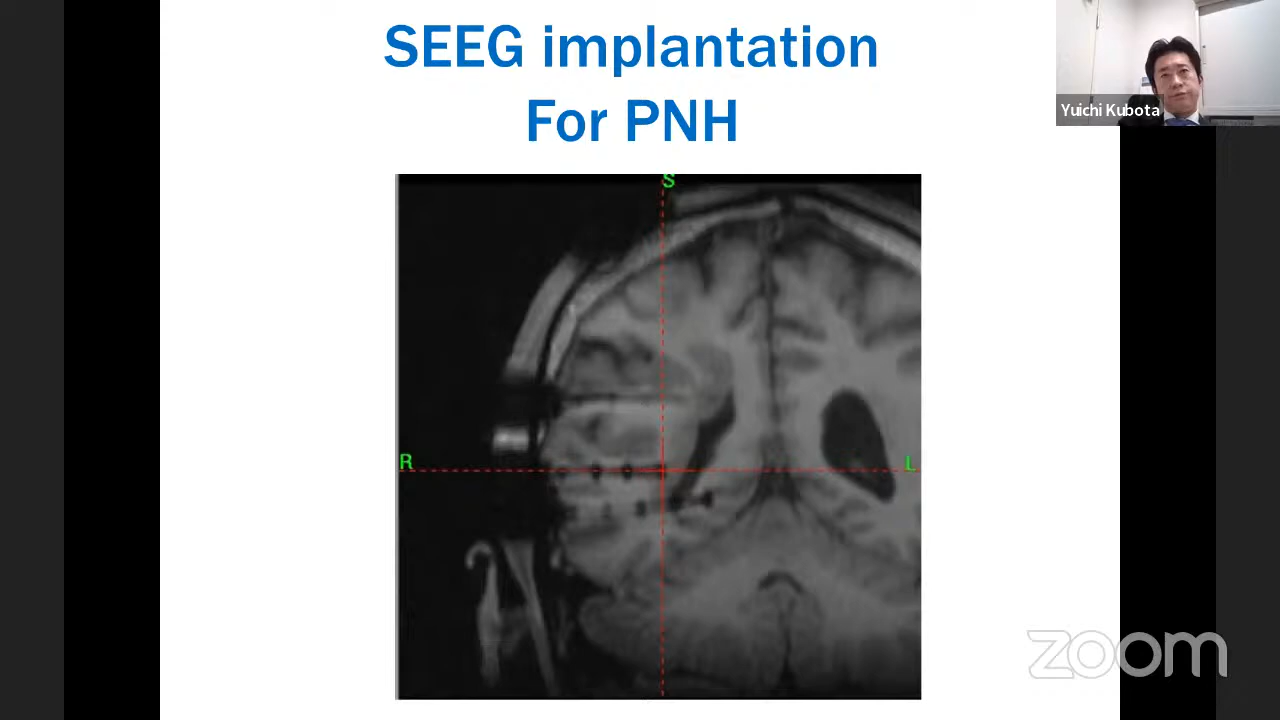 SEEG implantation
For PNH
Yuichi Kubota
S
R
L
zoom